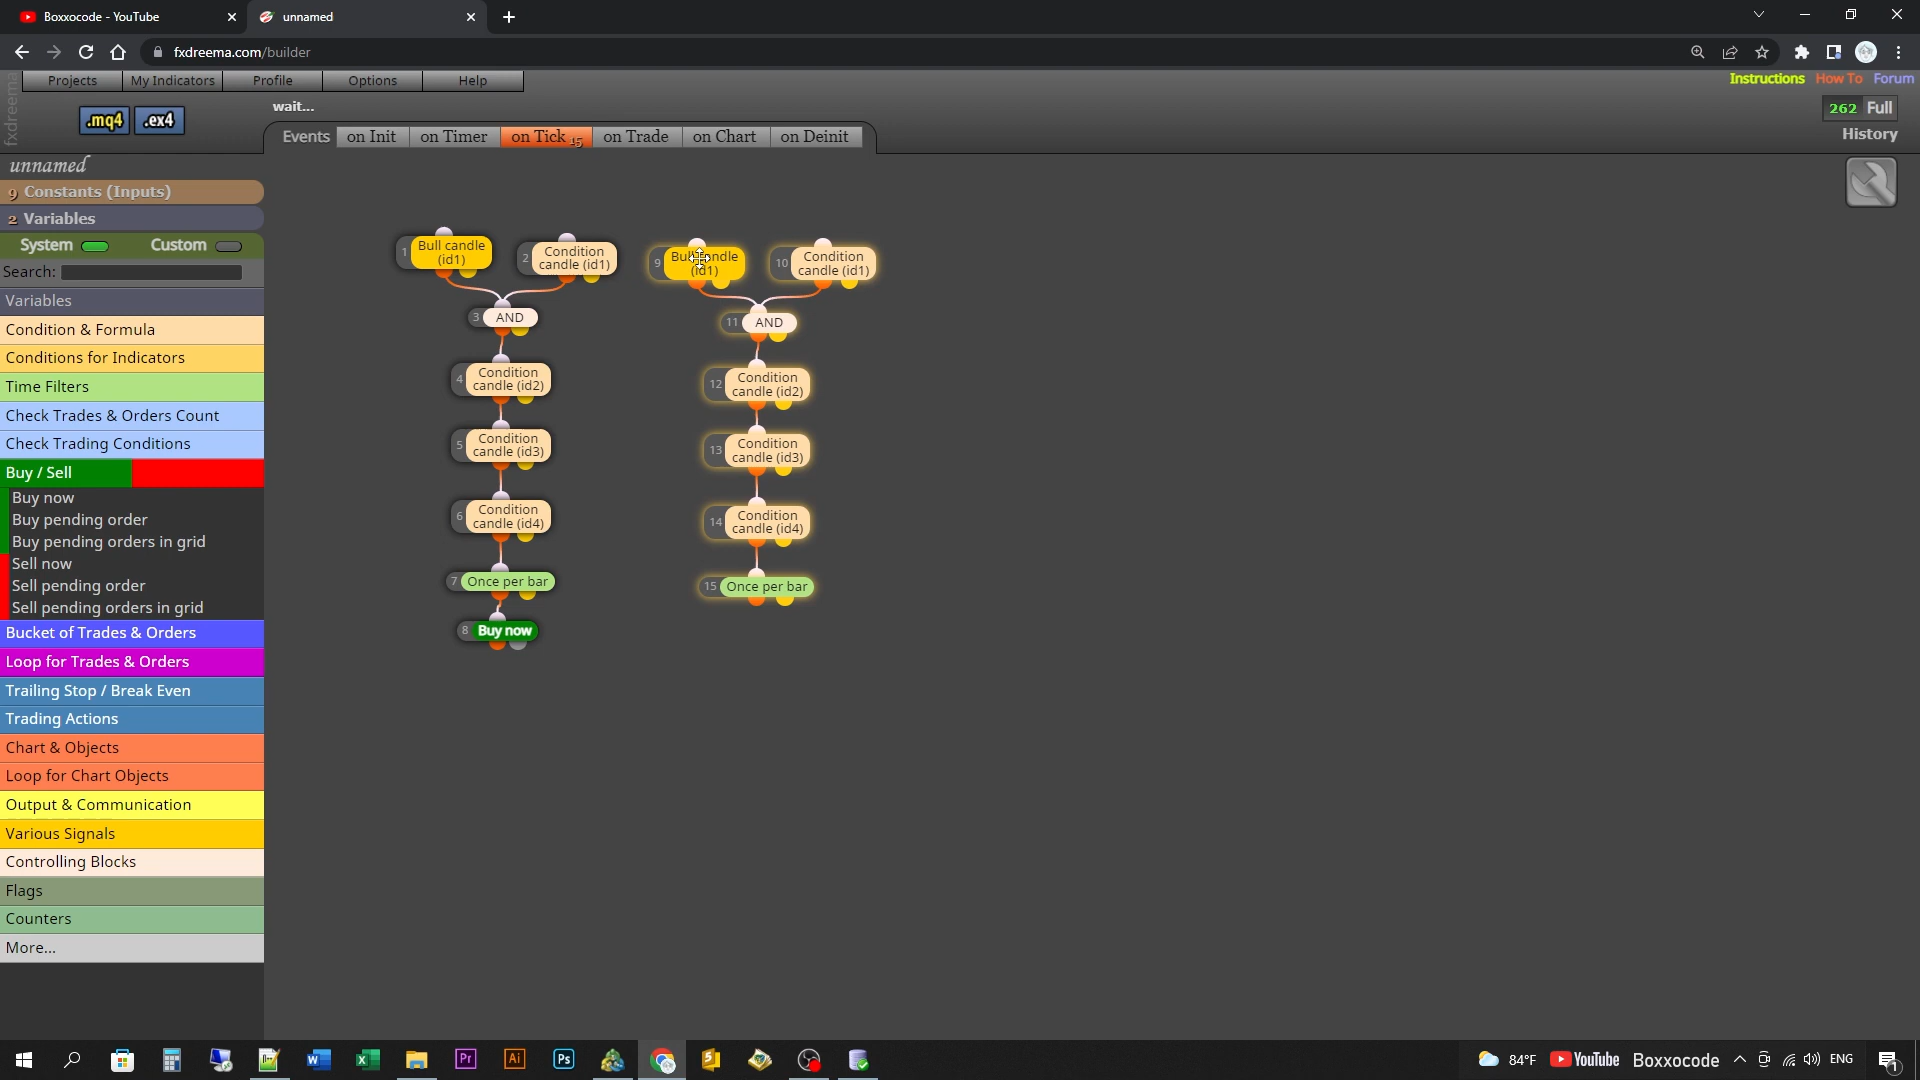 Boxxocode - YouTube
unnamed
fxdreema.com/builder
fxdreema
Projects
My Indicators
Profile
Options
Help
Instructions
How To
Forum
.mq4
.ex4
wait...
262 Full
History
Events
on Init
on Timer
on Tick 15
on Trade
on Chart
on Deinit
unnamed
9 Constants (Inputs)
2 Variables
System
Custom
Search:
Variables
Condition & Formula
Conditions for Indicators
Time Filters
Check Trades & Orders Count
Check Trading Conditions
Buy / Sell
Buy now
Buy pending order
Buy pending orders in grid
Sell now
Sell pending order
Sell pending orders in grid
Bucket of Trades & Orders
Loop for Trades & Orders
Trailing Stop / Break Even
Trading Actions
Chart & Objects
Loop for Chart Objects
Output & Communication
Various Signals
Controlling Blocks
Flags
Counters
More...
1
Bull candle
(id1)
2
Condition
candle (id1)
3
AND
4
Condition
candle (id2)
5
Condition
candle (id3)
6
Condition
candle (id4)
7
Once per bar
8
Buy now
9
Bull candle
(id1)
10
Condition
candle (id1)
11
AND
12
Condition
candle (id2)
13
Condition
candle (id3)
14
Condition
candle (id4)
15
Once per bar
Pr
Ai
Ps
84°F
YouTube
Boxxocode
ENG
1